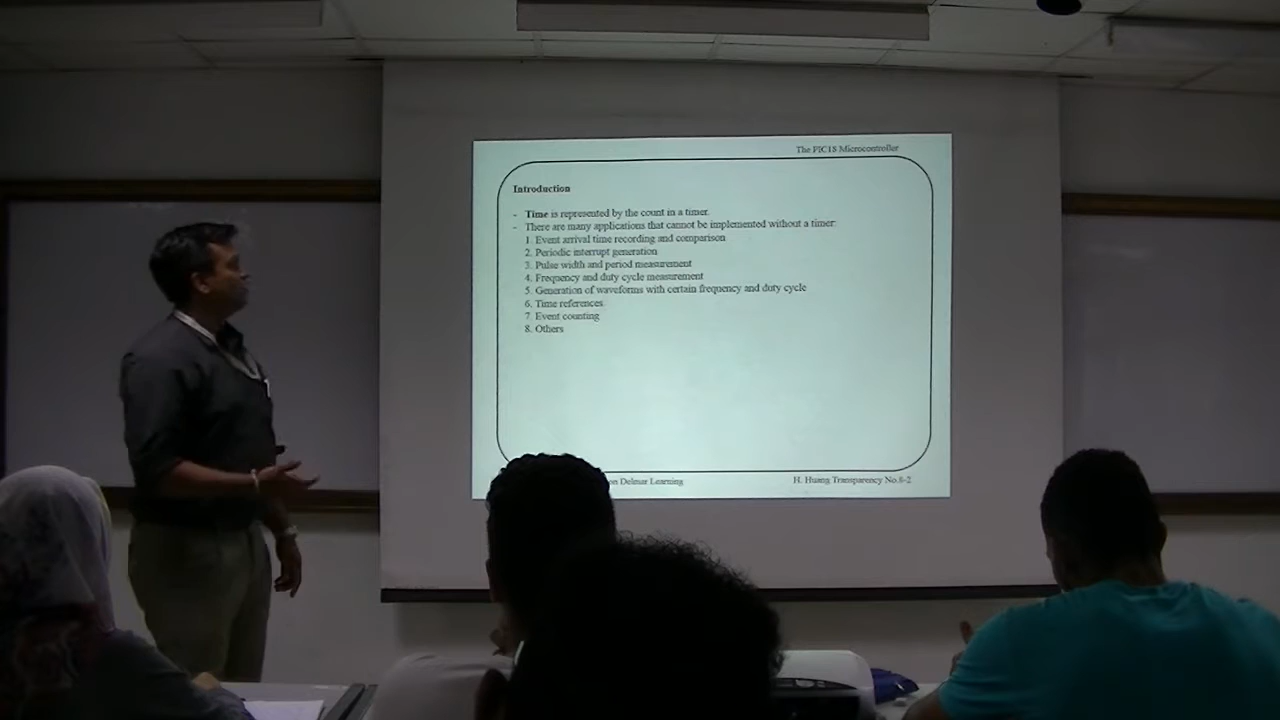 The PIC18 Microcontroller
Introduction
- Time is represented by the count in a timer.
- There are many applications that cannot be implemented without a timer:
1. Event arrival time recording and comparison
2. Periodic interrupt generation
3. Pulse width and period measurement
4. Frequency and duty cycle measurement
5. Generation of waveforms with certain frequency and duty cycle
6. Time references
7. Event counting
8. Others
Delmar Learning
H. Huang Transparency No.8-2